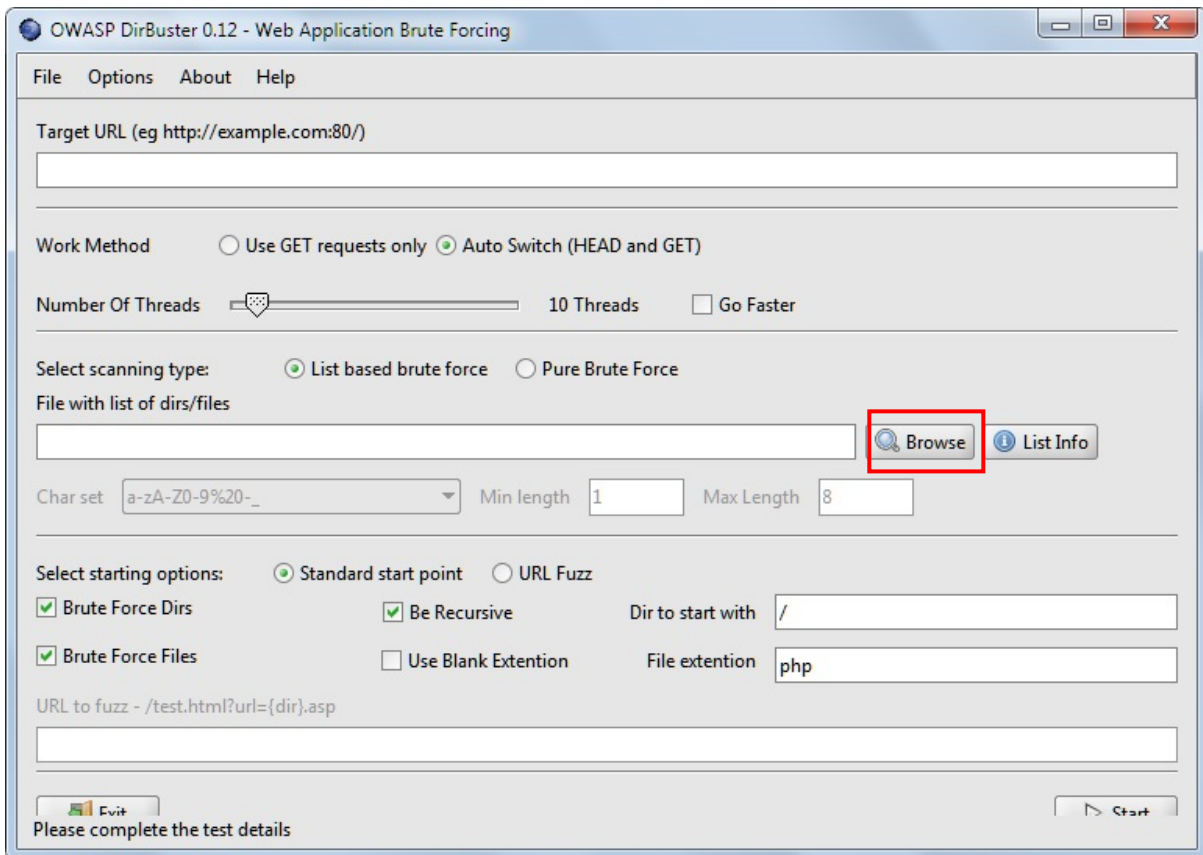 OWASP DirBuster 0.12 - Web Application Brute Forcing
File Options About Help
Target URL (eg http://example.com:80/)
Work Method Use GET requests only Auto Switch (HEAD and GET)
Number Of Threads 10 Threads Go Faster
Select scanning type: List based brute force Pure Brute Force
File with list of dirs/files
Browse List Info
Char set a-zA-Z0-9%20-_ Min length 1 Max Length 8
Select starting options: Standard start point URL Fuzz
Brute Force Dirs Be Recursive Dir to start with /
Brute Force Files Use Blank Extention File extention php
URL to fuzz - /test.html?url={dir}.asp
Exit Start
Please complete the test details